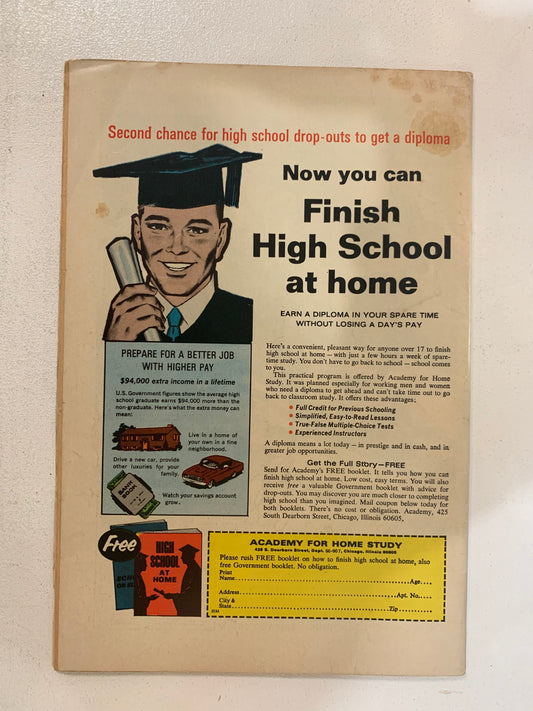 Second chance for high school drop-outs to get a diploma
Now you can
Finish
High School
at home
EARN A DIPLOMA IN YOUR SPARE TIME
WITHOUT LOSING A DAY'S PAY
PREPARE FOR A BETTER JOB
WITH HIGHER PAY
$94,000 extra income in a lifetime
U.S. Government figures show the average high
school graduate earns $94,000 more than the
non-graduate. Here's what the extra money can
mean:
Live in a home of
your own in a fine
neighborhood.
Drive a new car, provide
other luxuries for your
family.
BANK
Watch your savings account
grow.
Here's a convenient, pleasant way for anyone over 17 to finish
high school at home — with just a few hours a week of spare-
time study. You don't have to go back to school — school comes
to you.
This practical program is offered by Academy for Home
Study. It was planned especially for working men and women
who need a diploma to get ahead and can't take time out to go
back to classroom study. It offers these advantages;
• Full Credit for Previous Schooling
• Simplified, Easy-to-Read Lessons
• True-False Multiple-Choice Tests
• Experienced Instructors
A diploma means a lot today — in prestige and in cash, and in
greater job opportunities.
Get the Full Story—FREE
Send for Academy's FREE booklet. It tells you how you can
finish high school at home. Low cost, easy terms. You will also
receive free a valuable Government booklet with advice for
drop-outs. You may discover you are much closer to completing
high school than you imagined. Mail coupon below today for
both booklets. There's no cost or obligation. Academy, 425
South Dearborn Street, Chicago, Illinois 60605.
Free
HIGH
SCHOOL
AT
HOME
ACADEMY FOR HOME STUDY
Dearborn Street, Dept. Chicago, Illinois 60605
Please rush FREE booklet on how to finish high school at home, also
free Government booklet. No obligation.
Print
Name Age
Address Apt. No.
City &
State Zip